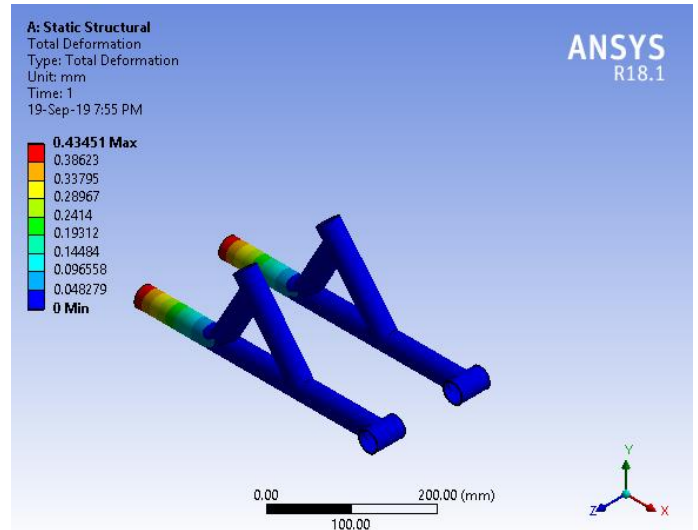 A: Static Structural
Total Deformation
Type: Total Deformation
Unit: mm
Time: 1
19-Sep-19 7:55 PM
ANSYS
R18.1
0.43451 Max
0.38623
0.33795
0.28967
0.2414
0.19312
0.14484
0.096558
0.048279
0 Min
0.00 200.00 (mm)
100.00
Y
Z X